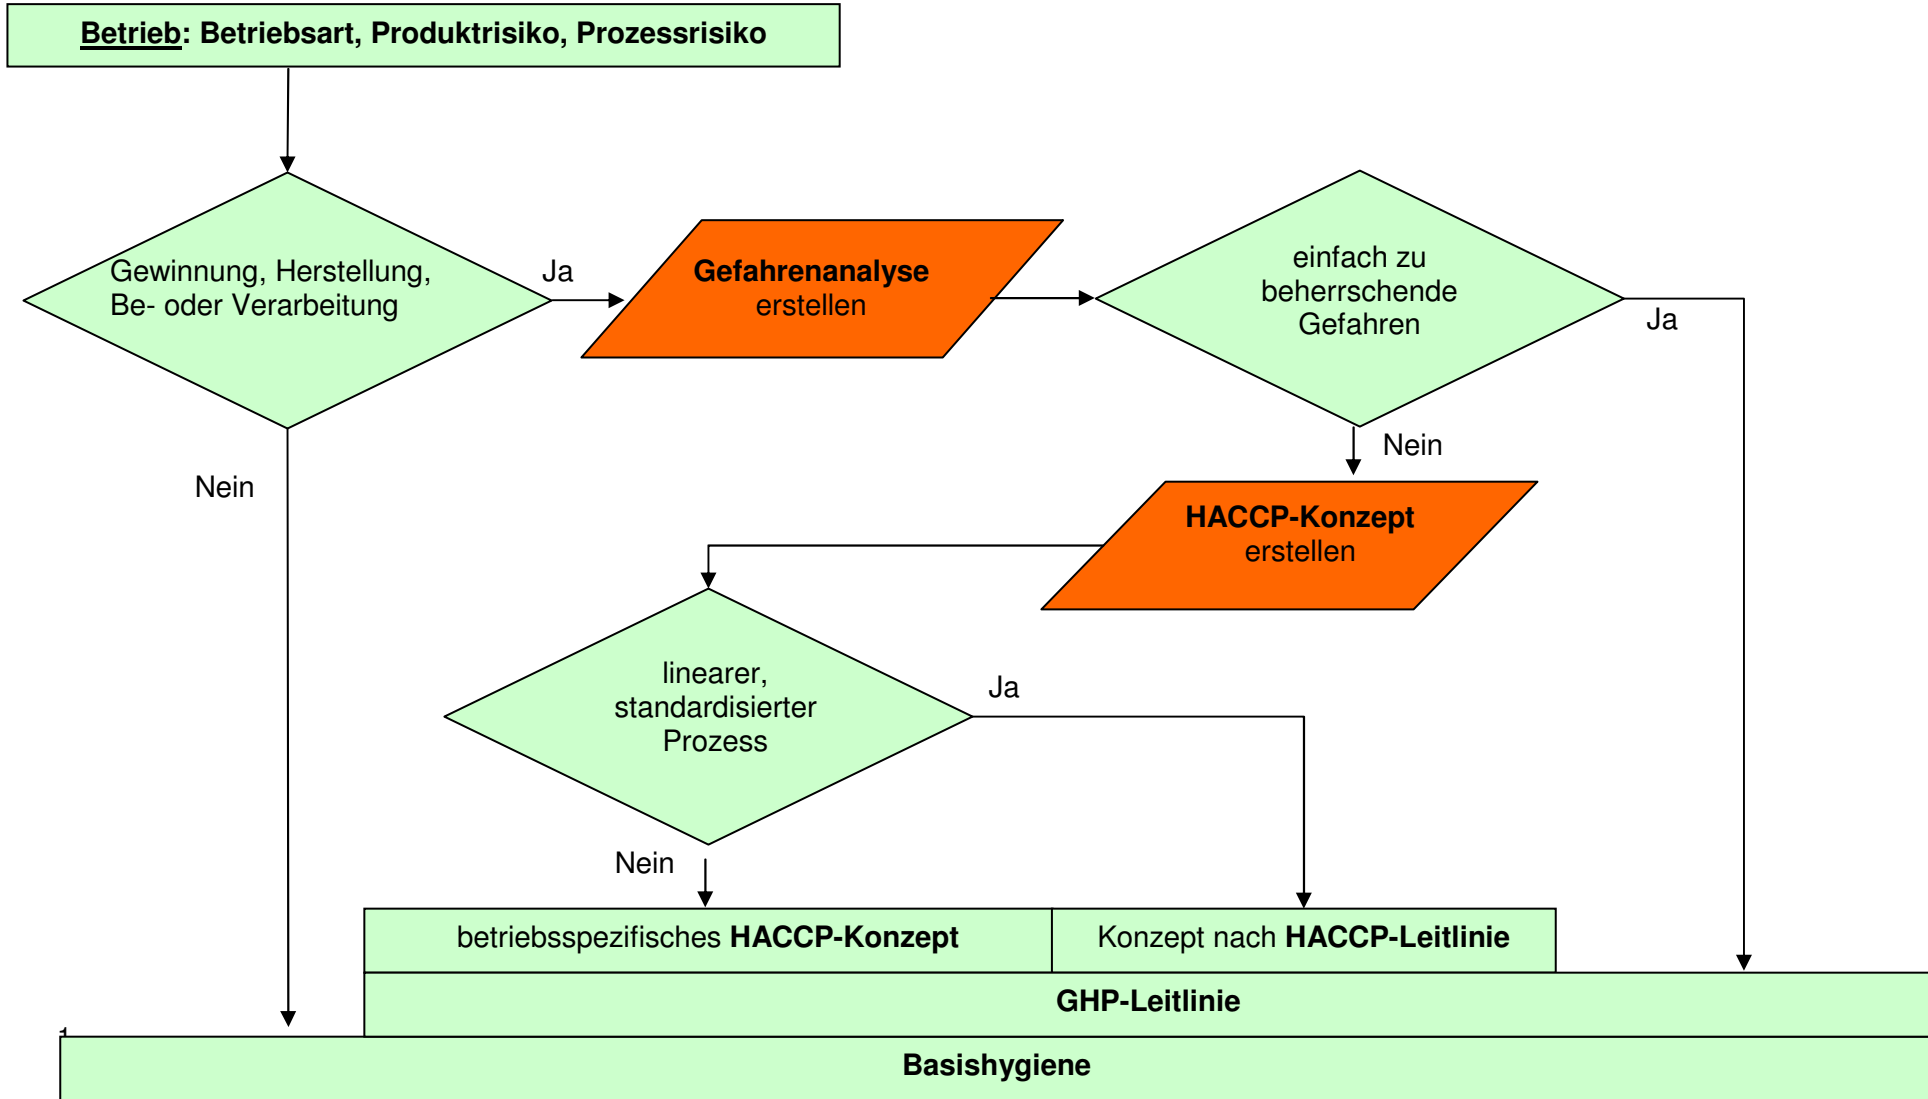 Betrieb: Betriebsart, Produktrisiko, Prozessrisiko
Gewinnung, Herstellung,
Be- oder Verarbeitung
Ja
Gefahrenanalyse
erstellen
einfach zu
beherrschende
Gefahren
Ja
Nein
Nein
HACCP-Konzept
erstellen
linearer,
standardisierter
Prozess
Ja
Nein
betriebsspezifisches HACCP-Konzept
Konzept nach HACCP-Leitlinie
GHP-Leitlinie
1
Basishygiene